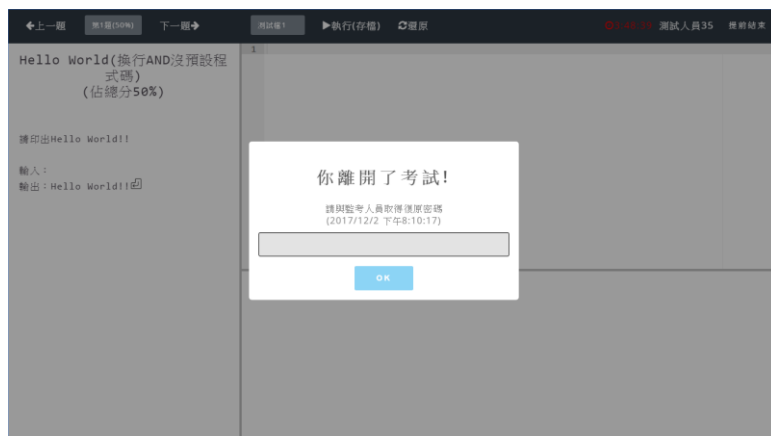 上一題 第1題(50%) 下一題 測試檔1 執行(存檔) 還原 測試人員35 提前結束
Hello World(換行AND沒預設程
式碼)
(佔總分50%)
1
請印出Hello World!!
輸入：
輸出：Hello World!!
你離開了考試!
請與監考人員取得復原密碼
(2017/12/2 下午8:10:17)
OK